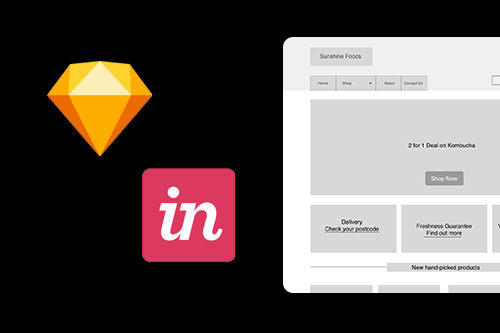 Sunshine Foods
Home Shop About Contact Us
2 for 1 Deal on Kombucha
Shop Now
Delivery
Check your postcode
Freshness Guarantee
Find out more
New hand-picked products
in